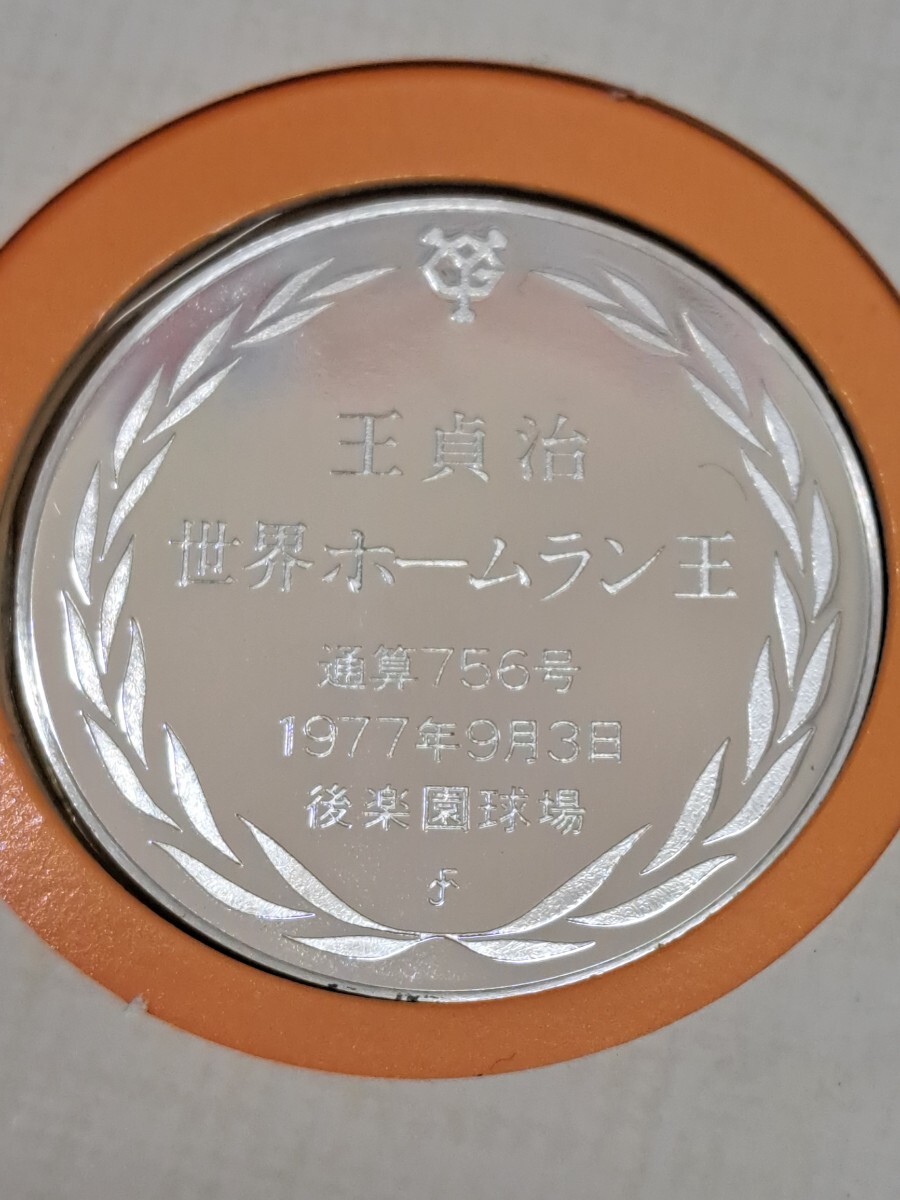 王貞治
世界ホームラン王
通算756号
1977年9月3日
後楽園球場